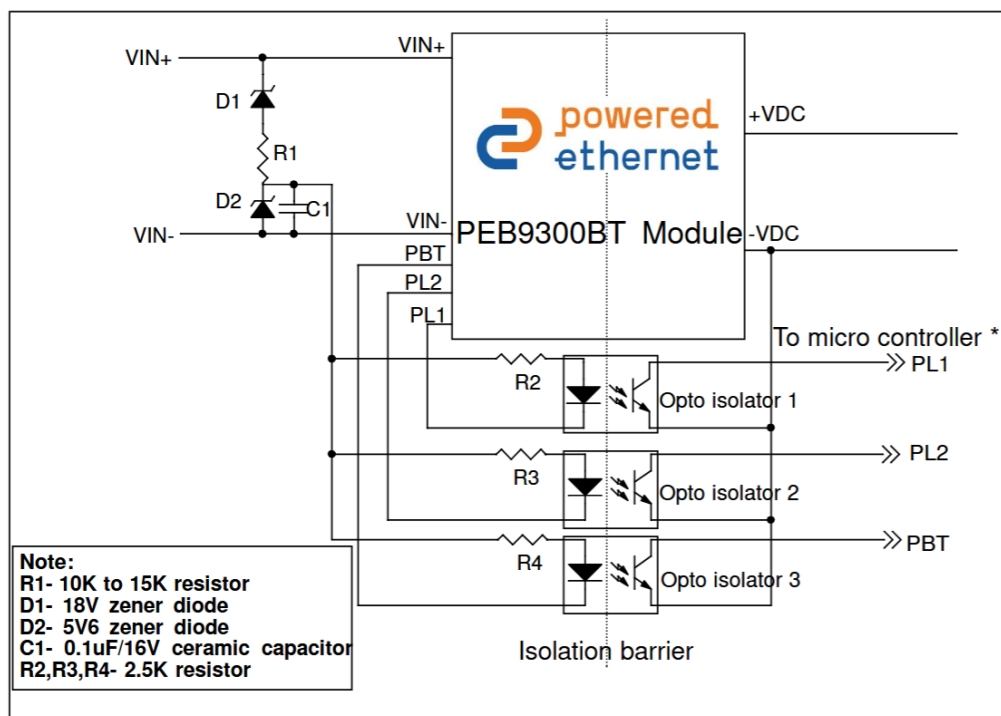 VIN+
VIN+
D1
R1
D2
C1
VIN-
VIN-
powered
ethernet
PEB9300BT Module
+VDC
-VDC
PBT
PL2
PL1
To micro controller *
PL1
R2
Opto isolator 1
PL2
R3
Opto isolator 2
PBT
R4
Opto isolator 3
Isolation barrier
Note:
R1- 10K to 15K resistor
D1- 18V zener diode
D2- 5V6 zener diode
C1- 0.1uF/16V ceramic capacitor
R2,R3,R4- 2.5K resistor